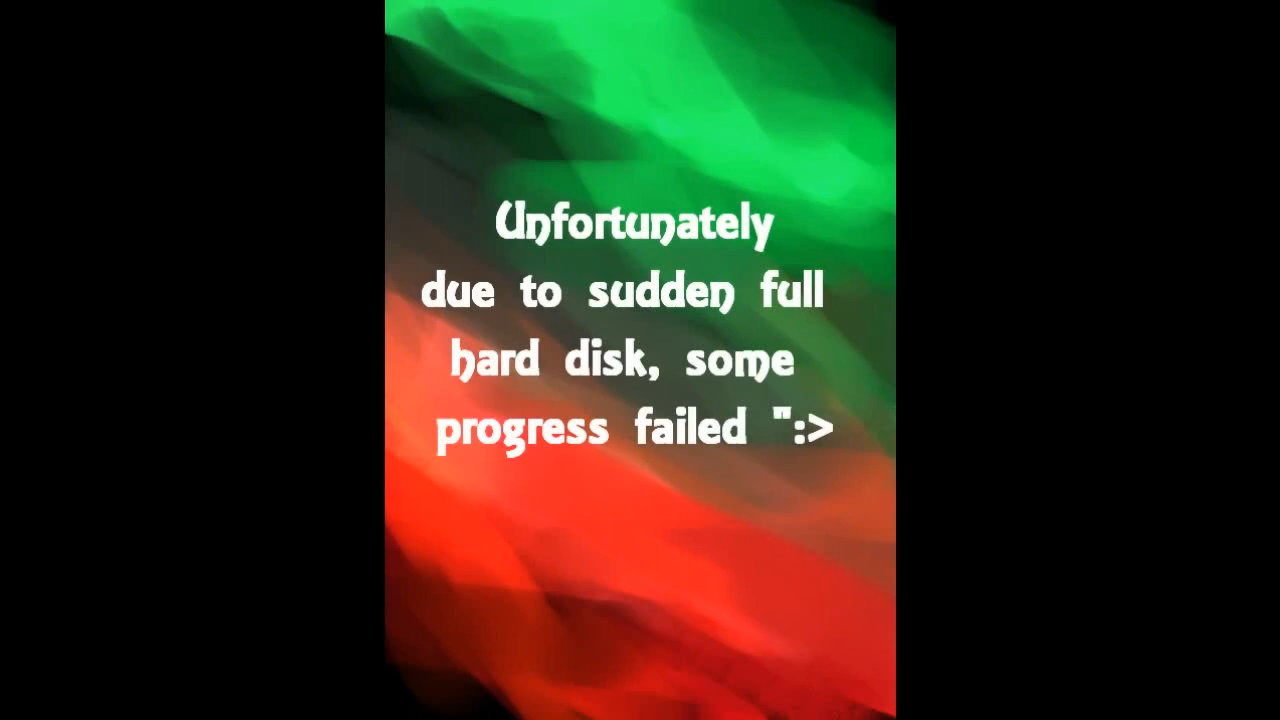 Unfortunately
due to sudden full
hard disk, some
progress failed ":>